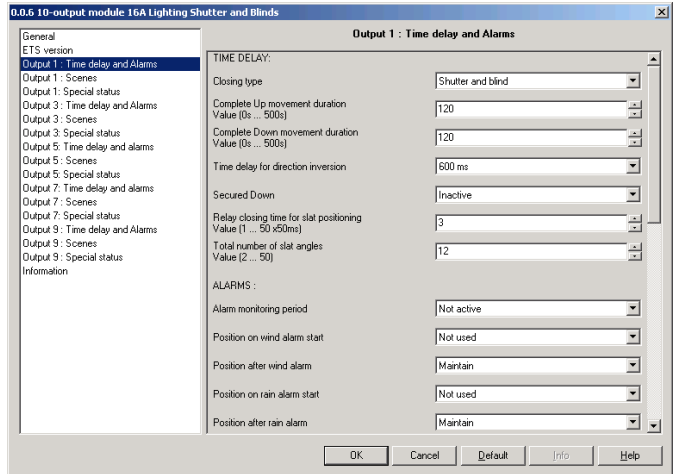 0.0.6 10-output module 16A Lighting Shutter and Blinds
General
ETS version
Output 1 : Time delay and Alarms
Output 1 : Scenes
Output 1: Special status
Output 3 : Time delay and Alarms
Output 3 : Scenes
Output 3: Special status
Output 5: Time delay and alarms
Output 5 : Scenes
Output 5: Special status
Output 7: Time delay and alarms
Output 7 : Scenes
Output 7: Special status
Output 9 : Time delay and Alarms
Output 9: Scenes
Output 9 : Special status
Information
Output 1 : Time delay and Alarms
TIME DELAY:
Closing type
Shutter and blind
Complete Up movement duration
Value (0s ... 500s)
120
Complete Down movement duration
Value (0s ... 500s)
120
Time delay for direction inversion
600 ms
Secured Down
Inactive
Relay closing time for slat positioning
Value (1 ... 50 x50ms)
3
Total number of slat angles
Value (2 ... 50)
12
ALARMS :
Alarm monitoring period
Not active
Position on wind alarm start
Not used
Position after wind alarm
Maintain
Position on rain alarm start
Not used
Position after rain alarm
Maintain
OK
Cancel
Default
Info
Help